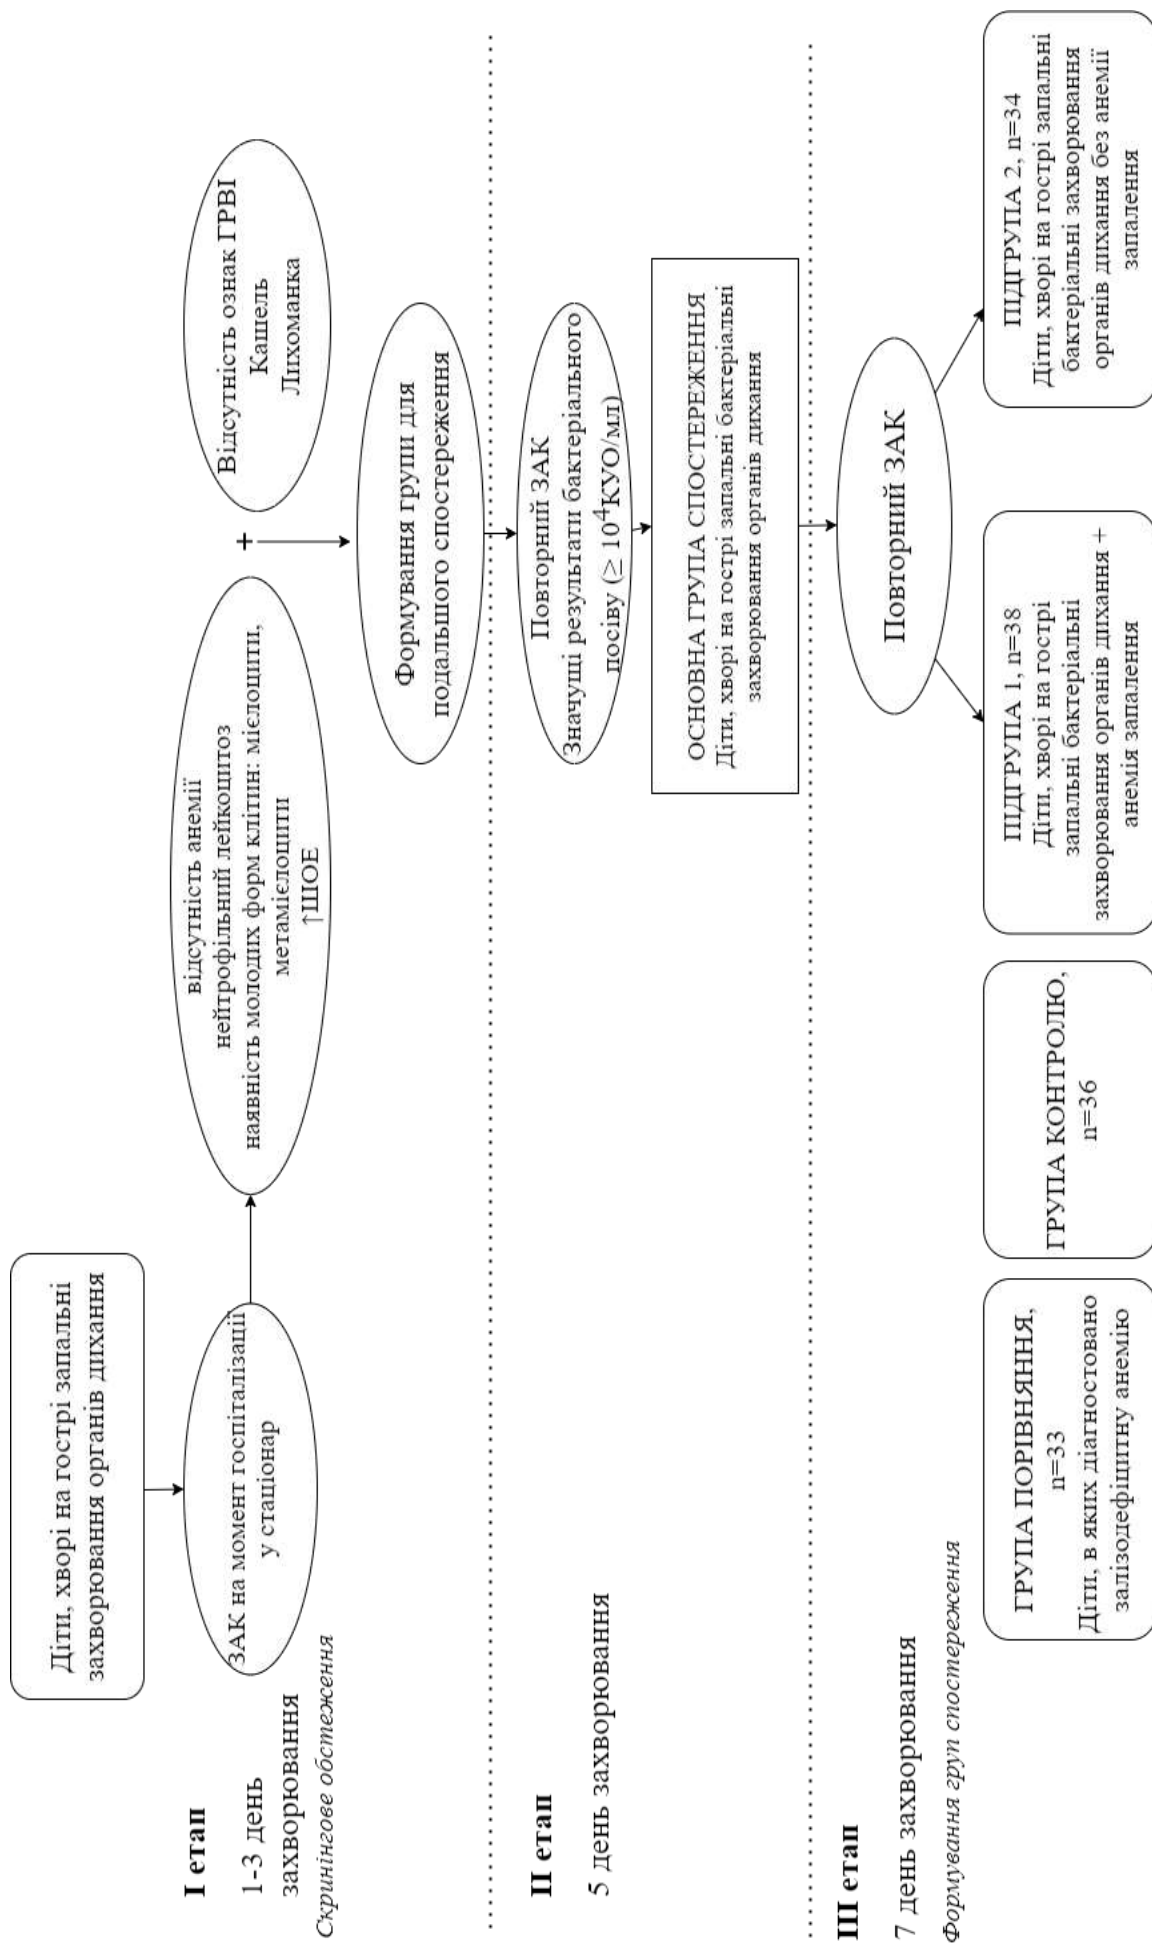 Діти, хворі на гострі запальні
захворювання органів дихання
І етап
1-3 день
захворювання
Скринінгове обстеження
ЗАК на момент госпіталізації
у стаціонар
відсутність анемії
нейтрофільний лейкоцитоз
наявність молодих форм клітин: мієлоцити,
метамієлоцити
↑ШОЕ
+
Відсутність ознак ГРВІ
Кашель
Лихоманка
Формування групи для
подальшого спостереження
ІІ етап
5 день захворювання
Повторний ЗАК
Значущі результати бактеріального
посіву (≥ 10⁴КУО/мл)
ОСНОВНА ГРУПА СПОСТЕРЕЖЕННЯ
Діти, хворі на гострі запальні бактеріальні
захворювання органів дихання
ІІІ етап
7 день захворювання
Формування груп спостереження
Повторний ЗАК
ГРУПА ПОРІВНЯННЯ,
n=33
Діти, в яких діагностовано
залізодефіцитну анемію
ГРУПА КОНТРОЛЮ,
n=36
ПІДГРУПА 1, n=38
Діти, хворі на гострі
запальні бактеріальні
захворювання органів дихання +
анемія запалення
ПІДГРУПА 2, n=34
Діти, хворі на гострі запальні
бактеріальні захворювання
органів дихання без анемії
запалення